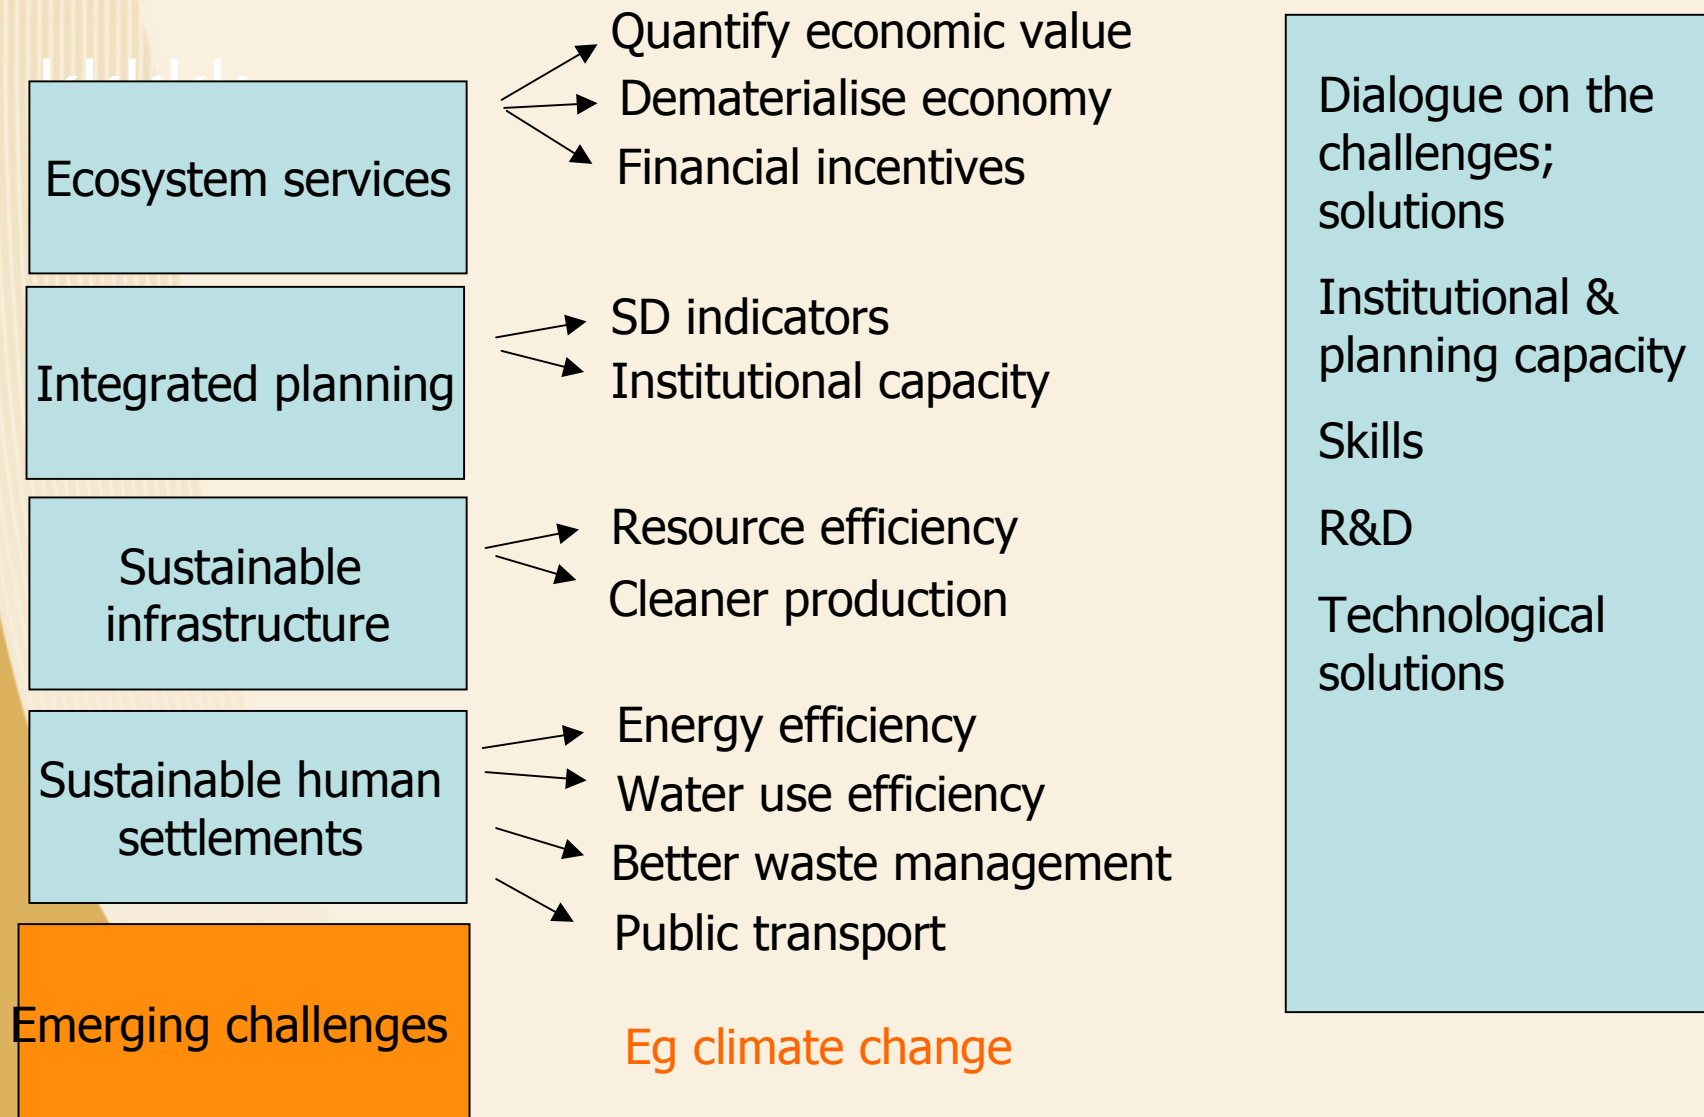 kkkkk
Ecosystem services
Quantify economic value
Dematerialise economy
Financial incentives
Integrated planning
SD indicators
Institutional capacity
Sustainable
infrastructure
Resource efficiency
Cleaner production
Sustainable human
settlements
Energy efficiency
Water use efficiency
Better waste management
Public transport
Emerging challenges
Eg climate change
Dialogue on the
challenges;
solutions
Institutional &
planning capacity
Skills
R&D
Technological
solutions